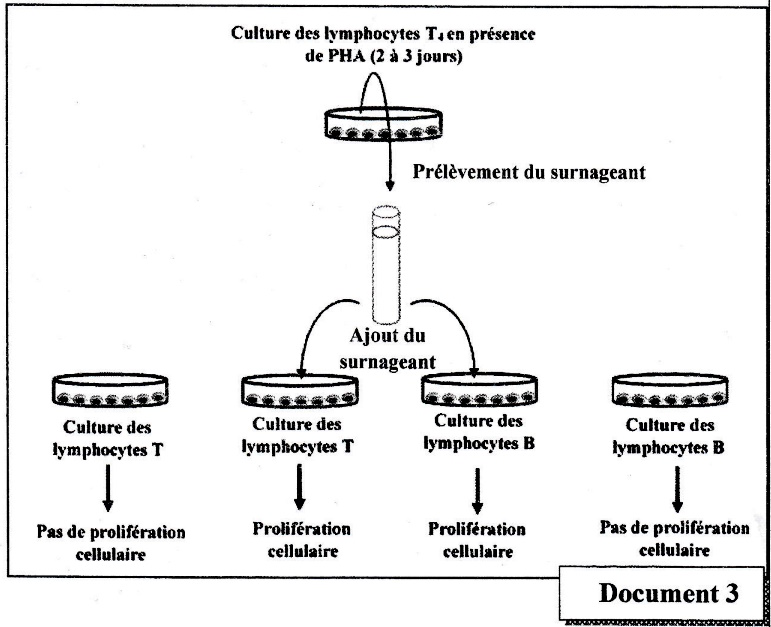 Culture des lymphocytes T₄ en présence
de PHA (2 à 3 jours)
Prélèvement du surnageant
Ajout du
surnageant
Culture des
lymphocytes T
Culture des
lymphocytes T
Culture des
lymphocytes B
Culture des
lymphocytes B
Pas de prolifération
cellulaire
Prolifération
cellulaire
Prolifération
cellulaire
Pas de prolifération
cellulaire
Document 3